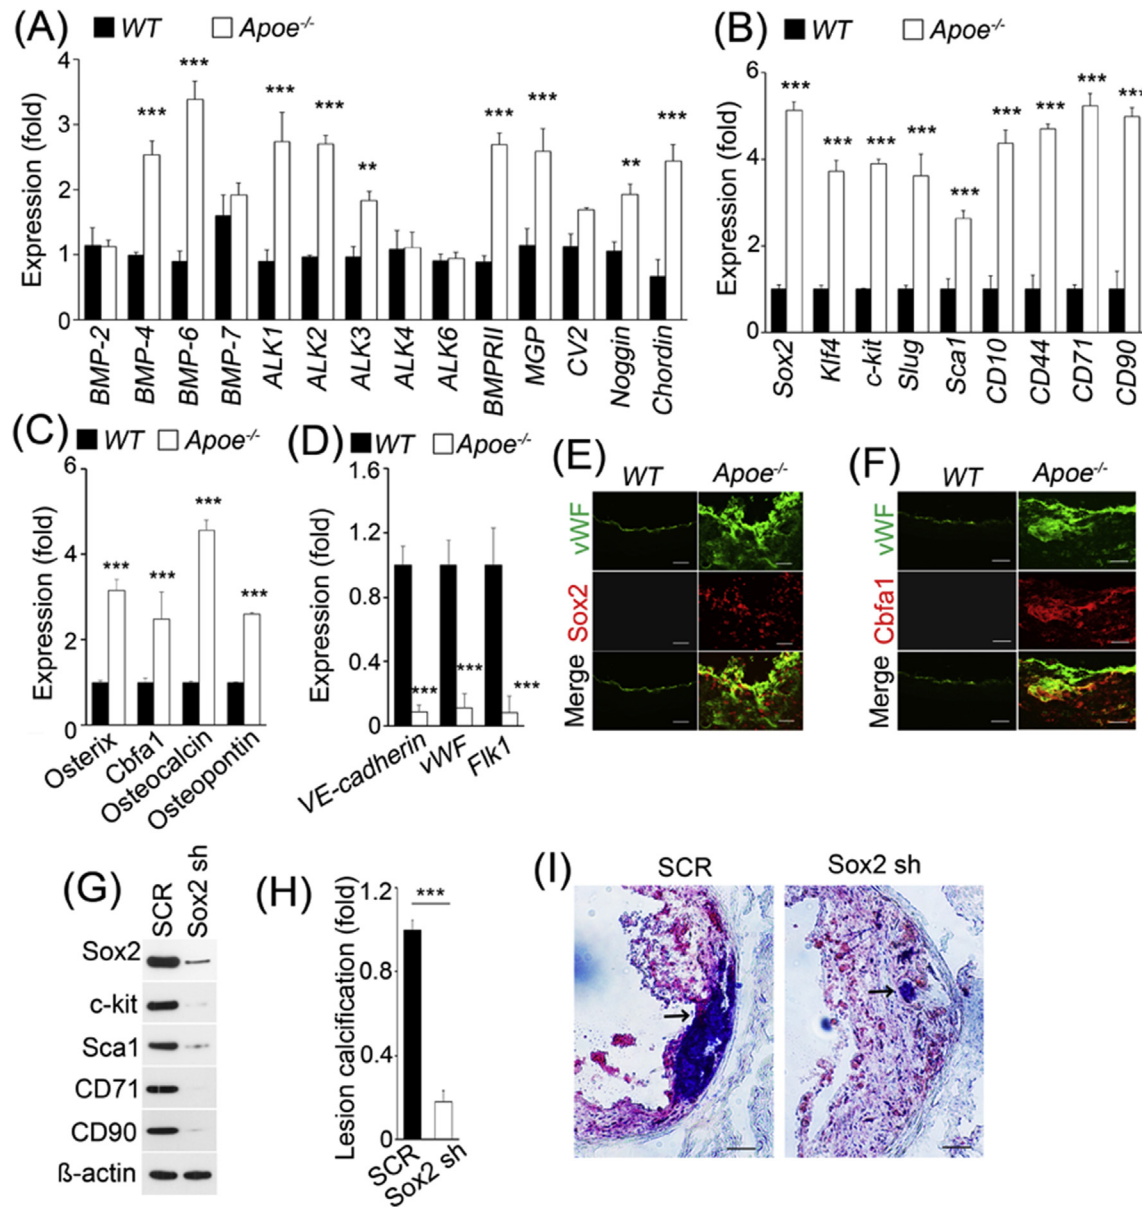 (A) WT Apoe-/-
Expression (fold)
4
3
2
1
0
*** *** *** *** ** *** *** ** ***
BMP-2 BMP-4 BMP-6 BMP-7 ALK1 ALK2 ALK3 ALK4 ALK6 BMPRII MGP CV2 Noggin Chordin
(B) WT Apoe-/-
Expression (fold)
6
4
2
0
*** *** *** *** *** *** *** *** ***
Sox2 Klf4 c-kit Slug Sca1 CD10 CD44 CD71 CD90
(C) WT Apoe-/-
Expression (fold)
6
4
2
0
*** *** *** ***
Osterix Cbfa1 Osteocalcin Osteopontin
(D) WT Apoe-/-
Expression (fold)
1.6
1.2
0.8
0.4
0
*** *** ***
VE-cadherin vWF Flk1
(E) WT Apoe-/-
vWF
Sox2
Merge
(F) WT Apoe-/-
vWF
Cbfa1
Merge
(G) SCR Sox2 sh
Sox2
c-kit
Sca1
CD71
CD90
ß-actin
(H)
Lesion calcification (fold)
1.2
0.8
0.4
0
***
SCR Sox2 sh
(I) SCR Sox2 sh